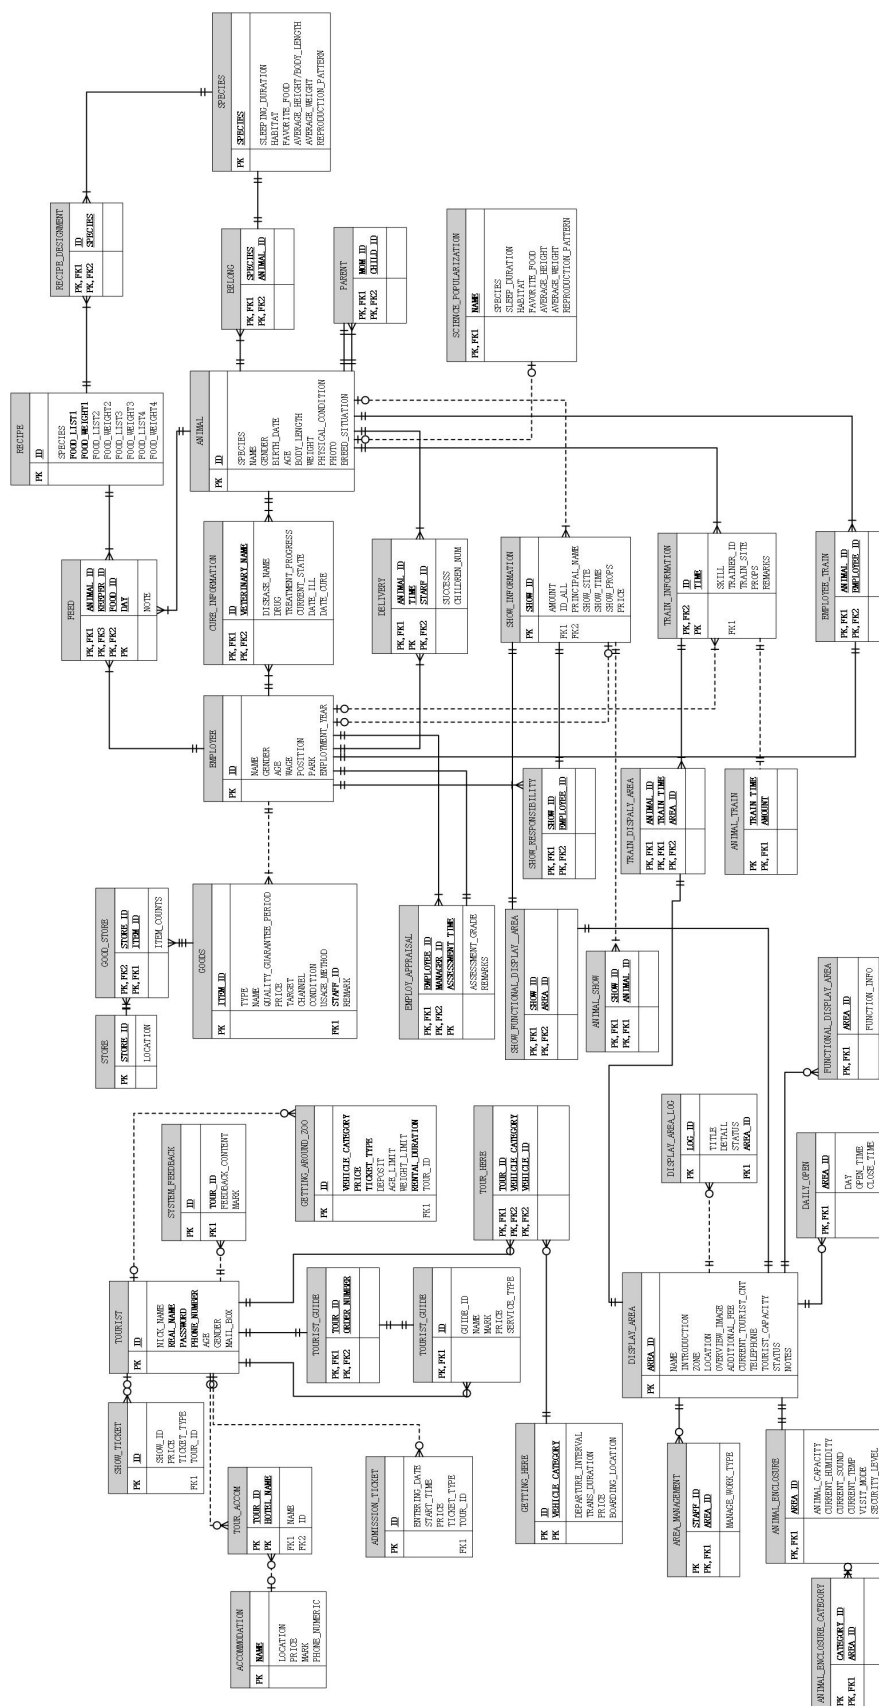 ACCOMMODATION
PK NAME
LOCATION
PRICE
MARK
PHONE_NUMERIC
TOUR_ACCOM
PK TOUR_ID
PK HOTEL_NAME
FK1 NAME
FK2 ID
SHOW_TICKET
PK ID
SHOW_ID
PRICE
TICKET_TYPE
FK1 TOUR_ID
TOURIST
PK ID
NICK_NAME
REAL_NAME
PASSWORD
PHONE_NUMBER
AGE
GENDER
MAIL_BOX
SYSTEM_FEEDBACK
PK ID
FK1 TOUR_ID
FEEDBACK_CONTENT
MARK
STORE
PK STORE_ID
LOCATION
GOOD_STORE
PK,FK2 STORE_ID
PK,FK1 ITEM_ID
ITEM_COUNTS
ADMISSION_TICKET
PK ID
ENTERING_DATE
START_TIME
PRICE
TICKET_TYPE
FK1 TOUR_ID
TOURIST_GUIDE
PK,FK1 TOUR_ID
PK,FK2 ORDER_NUMBER
TOURIST_GUIDE
PK,FK1 GUIDE_ID
NAME
MARK
PRICE
SERVICE_TYPE
GETTING_AROUND_ZOO
PK ID
VEHICLE_CATEGORY
PRICE
TICKET_TYPE
DEPOSIT
AGE_LIMIT
WEIGHT_LIMIT
RENTAL_DURATION
FK1 TOUR_ID
GETTING_HERE
PK ID
PK VEHICLE_CATEGORY
DEPARTURE_INTERVAL
TRANS_DURATION
PRICE
BOARDING_LOCATION
TOUR_HERE
PK,FK1 TOUR_ID
PK,FK2 VEHICLE_CATEGORY
PK,FK2 VEHICLE_ID
GOODS
PK ITEM_ID
TYPE
NAME
QUALITY_GUARANTEE_PERIOD
PRICE
TARGET
CHANNEL
CONDITION
USAGE_METHOD
FK1 STAFF_ID
REMARK
EMPLOYEE
PK ID
NAME
GENDER
AGE
WAGE
POSITION
PARK
ENPLOYMENT_YEAR
FEED
PK,FK1 ANIMAL_ID
PK,FK3 KEEPER_ID
PK,FK2 FOOD_ID
PK DAY
NOTE
RECIPE
PK ID
SPECIES
FOOD_LIST1
FOOD_WEIGHT1
FOOD_LIST2
FOOD_WEIGHT2
FOOD_LIST3
FOOD_WEIGHT3
FOOD_LIST4
FOOD_WEIGHT4
RECIPE_DESIGNMENT
PK,FK1 ID
PK,FK2 SPECIES
SPECIES
PK SPECIES
SLEEPING_DURATION
HABITAT
FAVORITE_FOOD
AVERAGE_HEIGHT/BODY_LENGTH
AVERAGE_WEIGHT
REPRODUCTION_PATTERN
CURE_INFORMATION
PK,FK1 ID
PK,FK2 VETERINARY_NAME
DISEASE_NAME
DRUG
TREATMENT_PROGRESS
CURRENT_STATE
DATE_ILL
DATE_CURE
ANIMAL
PK ID
SPECIES
NAME
GENDER
BIRTH_DATE
AGE
BODY_LENGTH
WEIGHT
PHYSICAL_CONDITION
PHOTO
BREED_SITUATION
BELONG
PK,FK1 SPECIES
PK,FK2 ANIMAL_ID
PARENT
PK,FK1 MOM_ID
PK,FK2 CHILD_ID
EMPLOY_APPRAISAL
PK,FK1 EMPLOYEE_ID
PK,FK2 MANAGER_ID
PK ASSESSMENT_TIME
ASSESSMENT_GRADE
REMARKS
DELIVERY
PK,FK1 ANIMAL_ID
PK TIME
PK,FK2 STARF_ID
SUCCESS
CHILDREN_NUM
SCIENCE_POPULARIZATION
PK,FK1 NAME
SPECIES
SLEEP_DURATION
HABITAT
FAVORITE_FOOD
AVERAGE_HEIGHT
AVERAGE_WEIGHT
REPRODUCTION_PATTERN
SHOW_FUNCTIONAL_DISPLAY_AREA
PK,FK1 SHOW_ID
PK,FK2 AREA_ID
SHOW_RESPONSIBILITY
PK,FK1 SHOW_ID
PK,FK2 EMPLOYEE_ID
SHOW_INFORMATION
PK SHOW_ID
AMOUNT
FK1 ID_ALL
FK2 PRINCIPAL_NAME
SHOW_SITE
SHOW_TIME
SHOW_PROPS
PRICE
ANIMAL_SHOW
PK,FK1 SHOW_ID
PK,FK1 ANIMAL_ID
TRAIN_DISPALY_AREA
PK,FK1 ANIMAL_ID
PK,FK1 TRAIN_TIME
PK,FK2 AREA_ID
TRAIN_INFORMATION
PK,FK2 ID
PK TIME
SKILL
FK1 TRAINER_ID
TRAIN_SITE
PROPS
REMARKS
ANIMAL_TRAIN
PK,FK1 TRAIN_TIME
PK,FK1 AMOUNT
EMPLOYEE_TRAIN
PK,FK1 ANIMAL_ID
PK,FK2 EMPLOYEE_ID
DISPLAY_AREA
PK AREA_ID
NAME
INTRODUCTION
ZONE
LOCATION
OVERVIEW_IMAGE
ADDITIONAL_FEE
CURRENT_TOURIST_CNT
TELEPHONE
TOURIST_CAPACITY
STATUS
NOTES
DISPLAY_AREA_LOG
PK LOG_ID
TITLE
DETAIL
STATUS
FK1 AREA_ID
AREA_MANAGEMENT
PK STAFF_ID
PK,FK1 AREA_ID
MANAGE_WORK_TYPE
ANIMAL_ENCLOSURE
PK,FK1 AREA_ID
ANIMAL_CAPACITY
CURRENT_HUMIDITY
CURRENT_SOUND
CURRENT_TEMP
VISIT_MODE
SECURITY_LEVEL
DAILY_OPEN
PK,FK1 AREA_ID
DAY
OPEN_TIME
CLOSE_TIME
FUNCTIONAL_DISPLAY_AREA
PK,FK1 AREA_ID
FUNCTION_INFO
ANIMAL_ENCLOSURE_CATEGORY
PK CATEGORY_ID
PK,FK1 AREA_ID